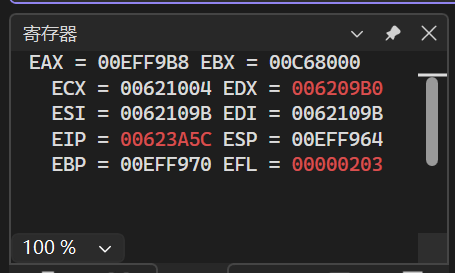 寄存器
EAX = 00EFF9B8 EBX = 00C68000
ECX = 00621004 EDX = 006209B0
ESI = 0062109B EDI = 0062109B
EIP = 00623A5C ESP = 00EFF964
EBP = 00EFF970 EFL = 00000203
100 %